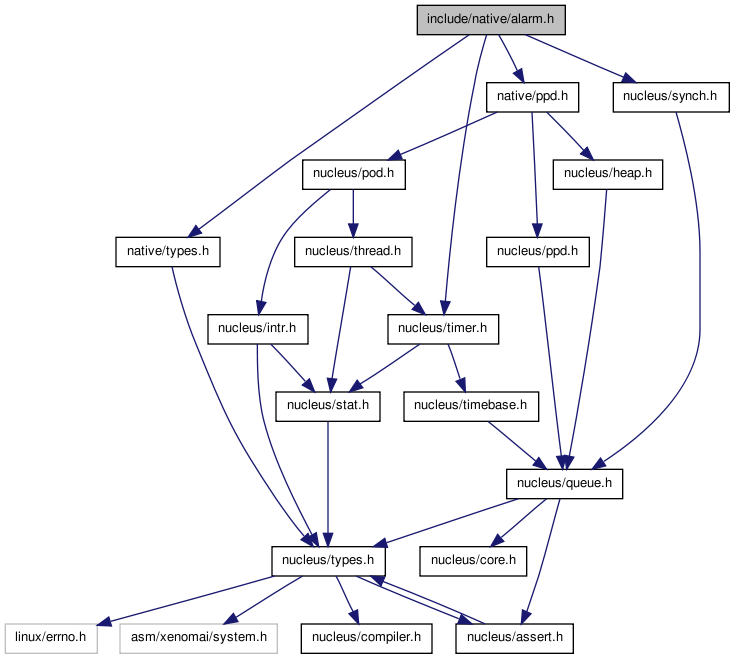 include/native/alarm.h
native/ppd.h
nucleus/synch.h
nucleus/pod.h
nucleus/heap.h
native/types.h
nucleus/thread.h
nucleus/ppd.h
nucleus/intr.h
nucleus/timer.h
nucleus/stat.h
nucleus/timebase.h
nucleus/queue.h
nucleus/types.h
nucleus/core.h
linux/errno.h
asm/xenomai/system.h
nucleus/compiler.h
nucleus/assert.h